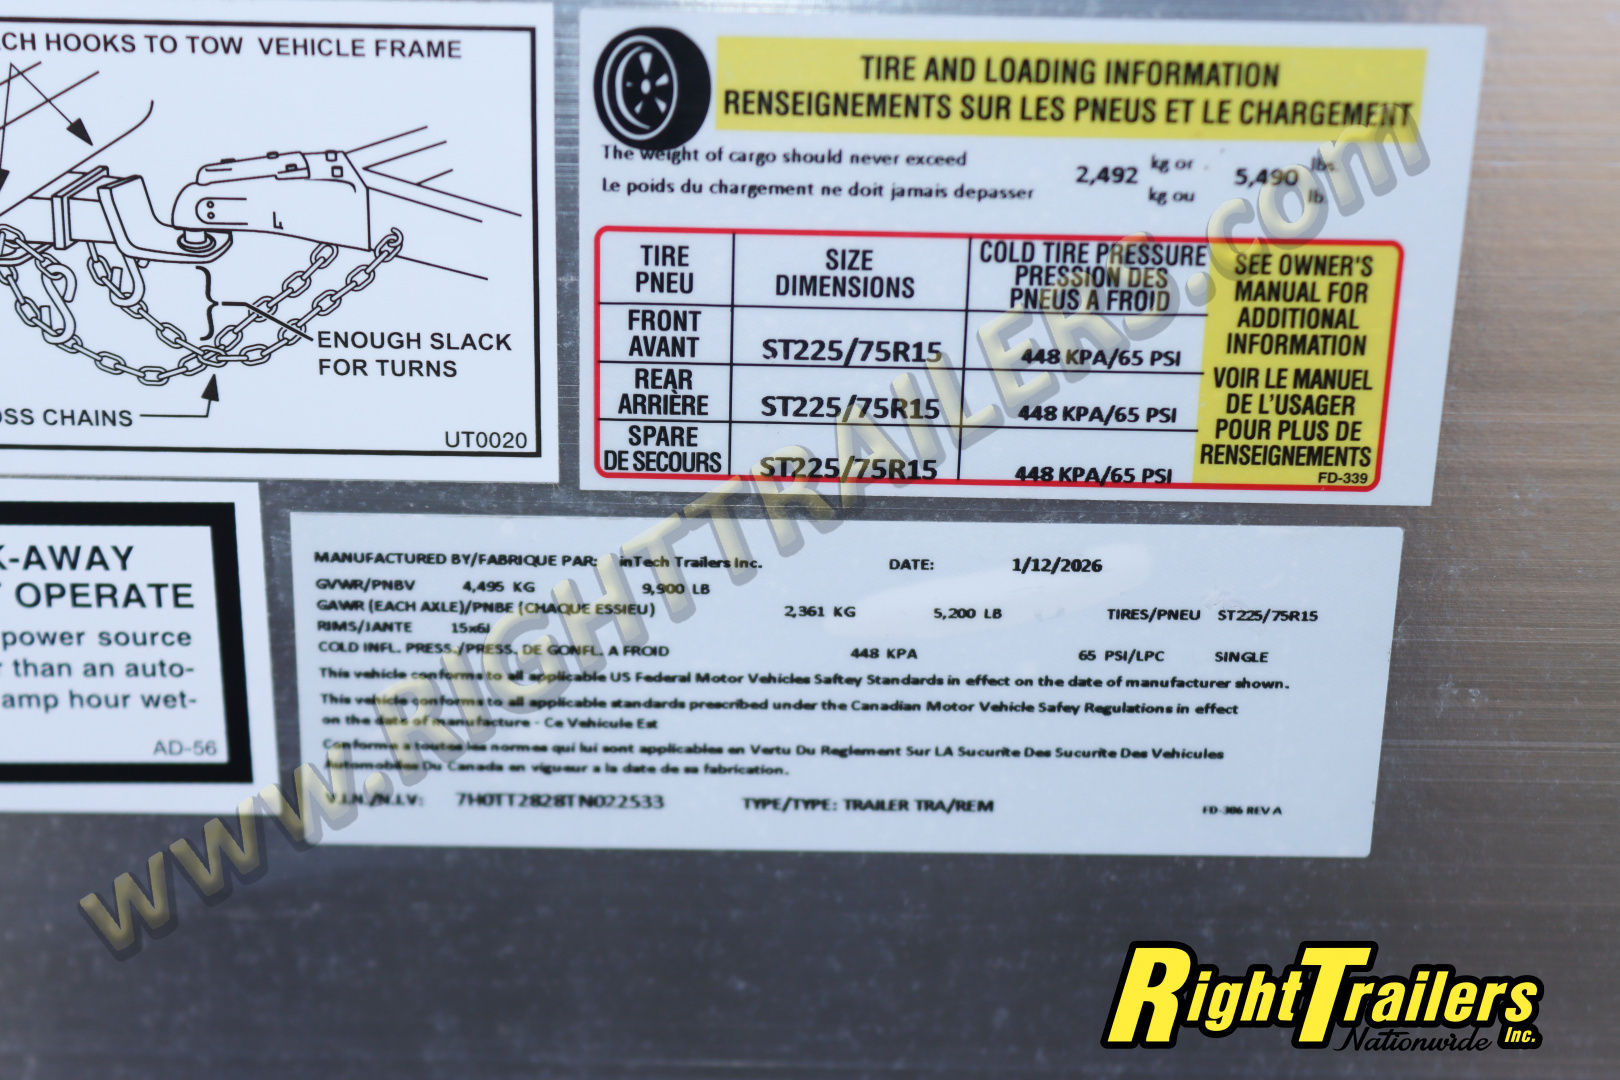 CH HOOKS TO TOW VEHICLE FRAME
ENOUGH SLACK
FOR TURNS
OSS CHAINS
UT0020
TIRE AND LOADING INFORMATION
RENSEIGNEMENTS SUR LES PNEUS ET LE CHARGEMENT
The weight of cargo should never exceed 2,492 kg or 5,490 lbs.
Le poids du chargement ne doit jamais depasser kg ou lb.
TIRE
PNEU
SIZE
DIMENSIONS
COLD TIRE PRESSURE
PRESSION DES
PNEUS A FROID
FRONT
AVANT
ST225/75R15
448 KPA/65 PSI
REAR
ARRIÈRE
ST225/75R15
448 KPA/65 PSI
SPARE
DE SECOURS
ST225/75R15
448 KPA/65 PSI
SEE OWNER'S
MANUAL FOR
ADDITIONAL
INFORMATION
VOIR LE MANUEL
DE L'USAGER
POUR PLUS DE
RENSEIGNEMENTS
FD-339
K-AWAY
OPERATE
power source
than an auto-
amp hour wet-
AD-56
MANUFACTURED BY/FABRIQUE PAR: inTech Trailers Inc. DATE: 1/12/2026
GVWR/PNBV 4,495 KG 9,900 LB
GAWR (EACH AXLE)/PNBE (CHAQUE ESSIEU) 2,361 KG 5,200 LB TIRES/PNEU ST225/75R15
RIMS/JANTE 15x6J
COLD INFL. PRESS./PRESS. DE GONFL. A FROID 448 KPA 65 PSI/LPC SINGLE
This vehicle conforms to all applicable US Federal Motor Vehicles Saftey Standards in effect on the date of manufacturer shown.
This vehicle conforms to all applicable standards prescribed under the Canadian Motor Vehicle Safey Regulations in effect
on the date of manufacture - Ce Vehicule Est
Conforme a toutes les normes qui lui sont applicables en Vertu Du Reglement Sur LA Sucurite Des Sucurite Des Vehicules
Automobiles Du Canada en vigueur a la date de sa fabrication.
V.I.N./N.I.V: 7H0TT2828TN022533 TYPE/TYPE: TRAILER TRA/REM
FD-306 REV A
www.RIGHTTRAILERS.com
RightTrailers
Nationwide Inc.